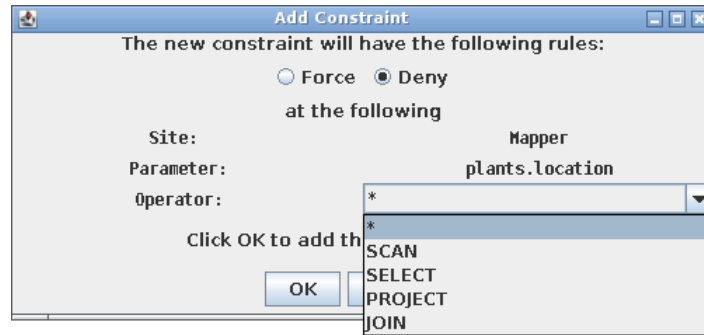 Add Constraint
The new constraint will have the following rules:
Force Deny
at the following
Site: Mapper
Parameter: plants.location
Operator: *
*
Click OK to add th
SCAN
SELECT
OK
PROJECT
JOIN